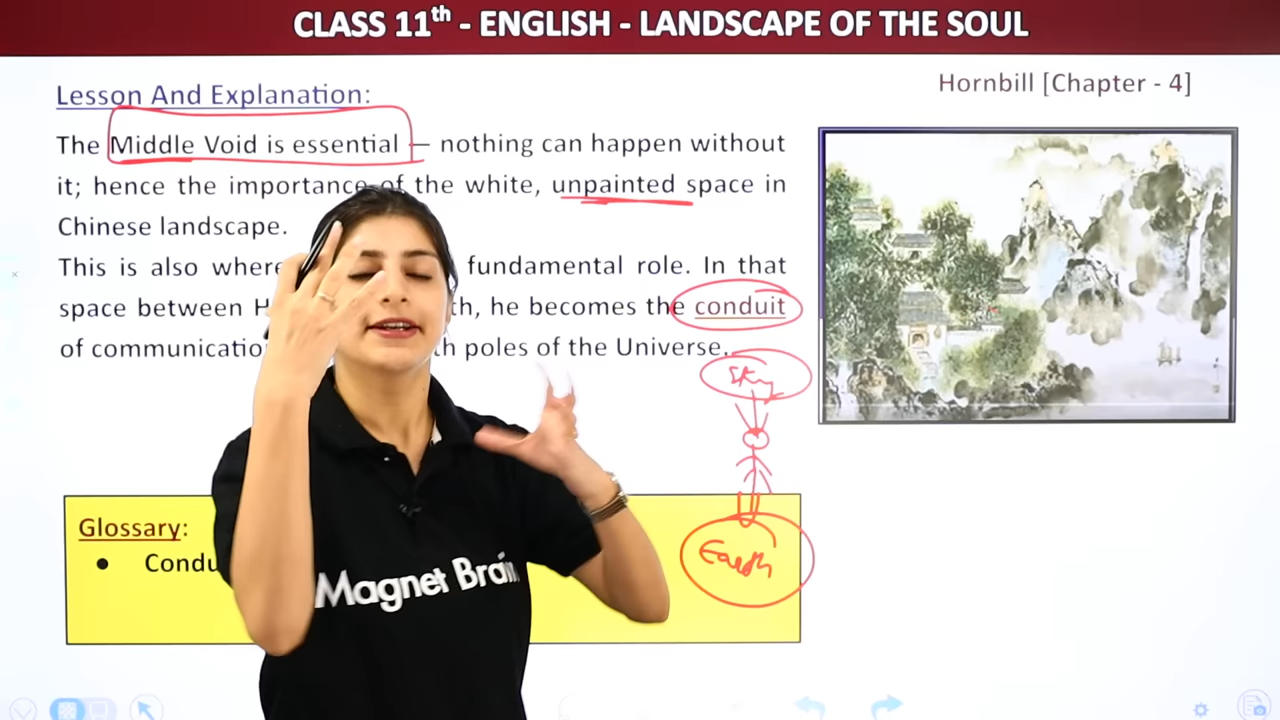 CLASS 11th - ENGLISH - LANDSCAPE OF THE SOUL
Hornbill [Chapter - 4]
Lesson And Explanation:
The Middle Void is essential — nothing can happen without
it; hence the importance of the white, unpainted space in
Chinese landscape.
This is also where fundamental role. In that
space between he becomes the conduit
of communicatio poles of the Universe.
Sky
Earth
Glossary:
• Condu
Magnet Brain